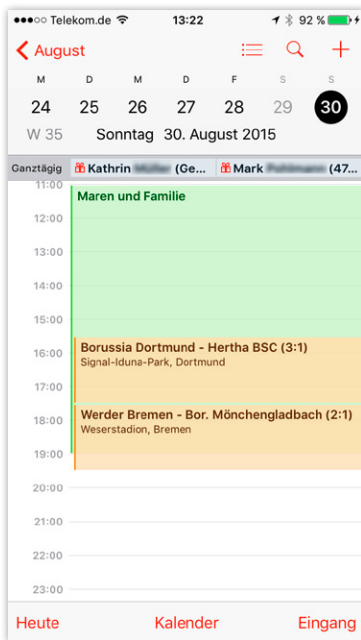 Telekom.de 13:22 92 %
August
M D M D F S S
24 25 26 27 28 29 30
W 35 Sonntag 30. August 2015
Ganztägig Kathrin (Ge... Mark (47...
11:00
Maren und Familie
12:00
13:00
14:00
15:00
Borussia Dortmund - Hertha BSC (3:1)
16:00
Signal-Iduna-Park, Dortmund
17:00
Werder Bremen - Bor. Mönchengladbach (2:1)
18:00
Weserstadion, Bremen
19:00
20:00
21:00
22:00
23:00
Heute Kalender Eingang